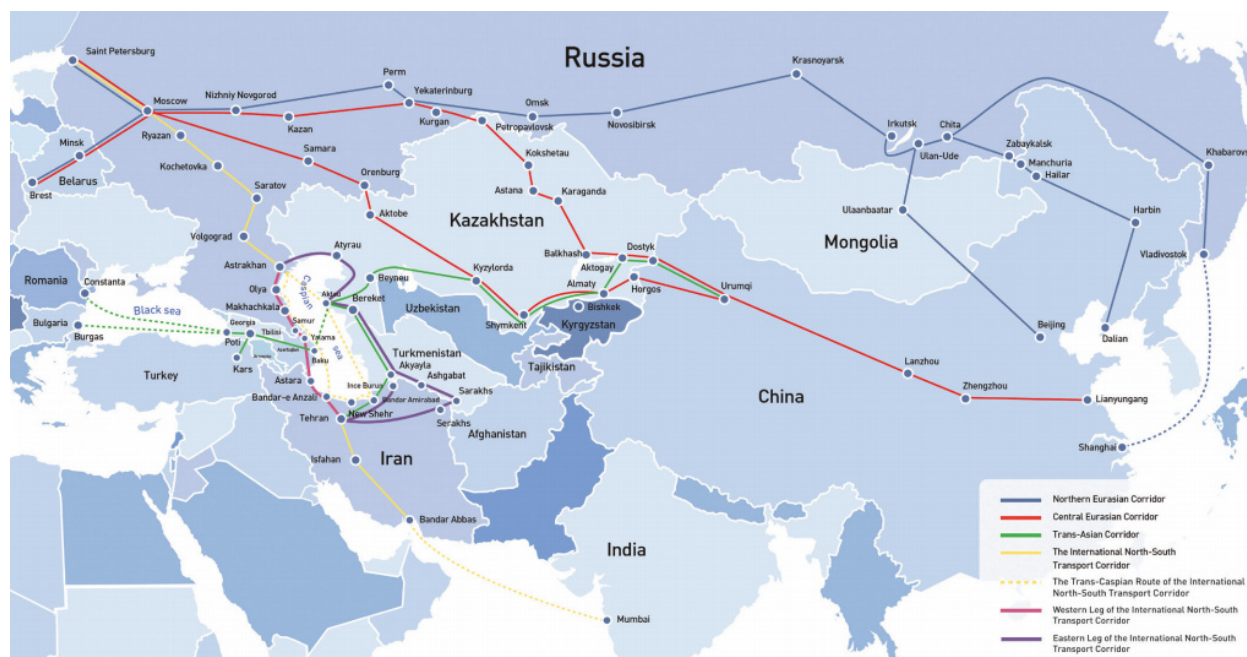 Saint Petersburg
Russia
Krasnoyarsk
Perm
Yekaterinburg
Moscow
Nizhniy Novgorod
Omsk
Kazan
Kurgan
Novosibirsk
Petropavlovsk
Irkutsk
Chita
Ulan-Ude
Zabaykalsk
Manchuria
Hailar
Khabarovs
Ryazan
Minsk
Belarus
Brest
Kochetovka
Samara
Kokshetau
Orenburg
Saratov
Astana
Karaganda
Aktobe
Kazakhstan
Ulaanbaatar
Mongolia
Harbin
Volgograd
Vladivostok
Atyrau
Balkhash
Dostyk
Aktogay
Astrakhan
Romania
Constanta
Olya
Caspian
sea
Aktau
Beyneu
Kyzylorda
Almaty
Horgos
Urumqi
Bereket
Makhachkala
Uzbekistan
Bishkek
Kyrgyzstan
Shymkent
Black sea
Bulgaria
Burgas
Georgia
Tbilisi
Poti
Samur
Yalama
Azerbaijan
Armenia
Baku
Kars
Turkmenistan
Akyayla
Ashgabat
Tajikistan
Beijing
Dalian
Turkey
Astara
Ince Burun
Sarakhs
Bandar-e Anzali
Bandar Amirabad
Lanzhou
Zhengzhou
China
Lianyungang
Tehran
New Shehr
Serakhs
Afghanistan
Shanghai
Isfahan
Iran
Bandar Abbas
India
Mumbai
Northern Eurasian Corridor
Central Eurasian Corridor
Trans-Asian Corridor
The International North-South
Transport Corridor
The Trans-Caspian Route of the International
North-South Transport Corridor
Western Leg of the International North-South
Transport Corridor
Eastern Leg of the International North-South
Transport Corridor